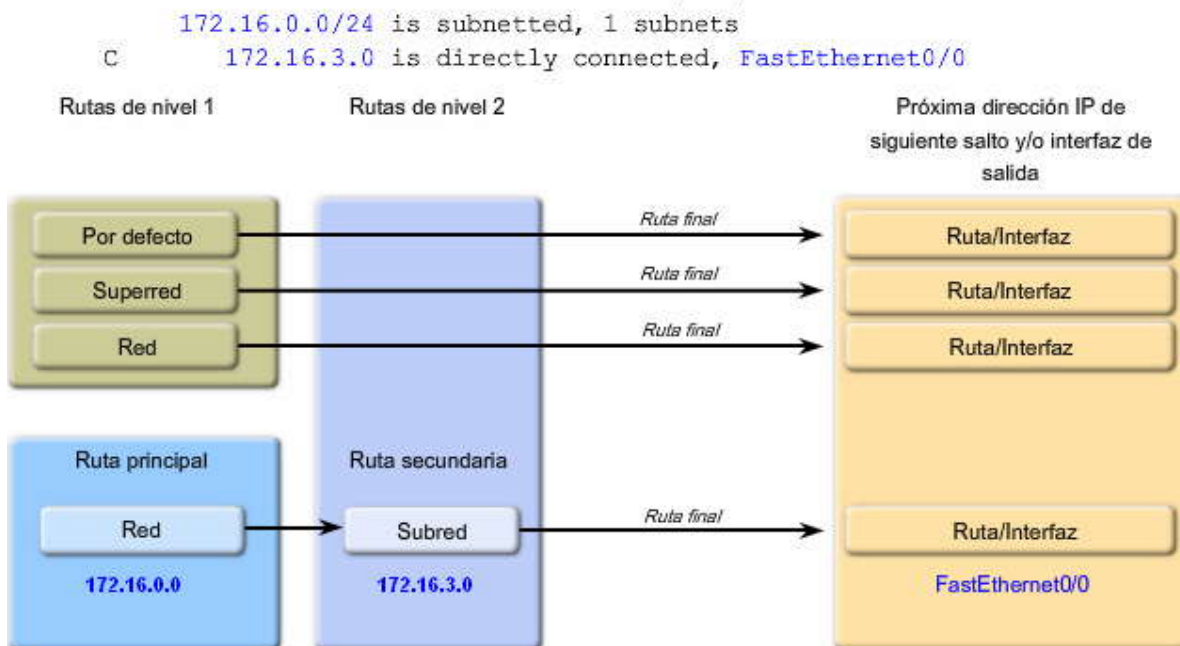 172.16.0.0/24 is subnetted, 1 subnets
C 172.16.3.0 is directly connected, FastEthernet0/0
Rutas de nivel 1
Rutas de nivel 2
Próxima dirección IP de
siguiente salto y/o interfaz de
salida
Por defecto
Ruta final
Ruta/Interfaz
Superred
Ruta final
Ruta/Interfaz
Red
Ruta final
Ruta/Interfaz
Ruta principal
Ruta secundaria
Red
Subred
Ruta final
Ruta/Interfaz
172.16.0.0
172.16.3.0
FastEthernet0/0